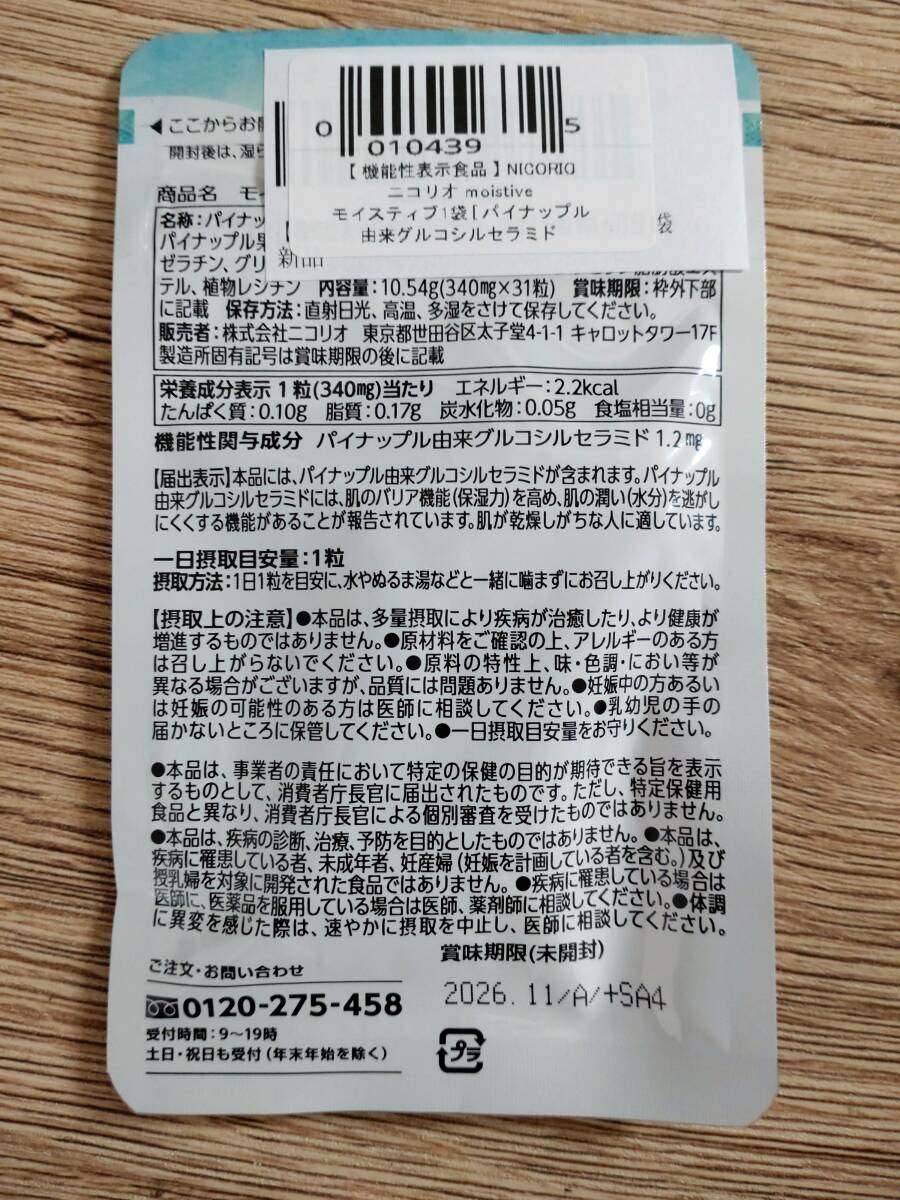 ◀ここからお
開封後は、湿ら
0 010439 5
【機能性表示食品】NICORIO
ニコリオ moistive
モイスティブ1袋[パイナップル
由来グルコシルセラミド
袋
新品
商品名 モイ
名称:パイナッ
パイナップル果
ゼラチン、グリ
テル、植物レシチン 内容量:10.54g(340mg×31粒) 賞味期限:枠外下部
に記載 保存方法:直射日光、高温、多湿をさけて保存してください。
販売者:株式会社ニコリオ 東京都世田谷区太子堂4-1-1 キャロットタワー17F
製造所固有記号は賞味期限の後に記載
栄養成分表示 1粒(340mg)当たり エネルギー:2.2kcal
たんぱく質:0.10g 脂質:0.17g 炭水化物:0.05g 食塩相当量:0g
機能性関与成分 パイナップル由来グルコシルセラミド 1.2mg
【届出表示】本品には、パイナップル由来グルコシルセラミドが含まれます。パイナップル
由来グルコシルセラミドには、肌のバリア機能(保湿力)を高め、肌の潤い(水分)を逃がし
にくくする機能があることが報告されています。肌が乾燥しがちな人に適しています。
一日摂取目安量:1粒
摂取方法:1日1粒を目安に、水やぬるま湯などと一緒に噛まずにお召し上がりください。
【摂取上の注意】●本品は、多量摂取により疾病が治癒したり、より健康が
増進するものではありません。●原材料をご確認の上、アレルギーのある方
は召し上がらないでください。●原料の特性上、味・色調・におい等が
異なる場合がございますが、品質には問題ありません。●妊娠中の方あるい
は妊娠の可能性のある方は医師に相談してください。●乳幼児の手の
届かないところに保管してください。●一日摂取目安量をお守りください。
●本品は、事業者の責任において特定の保健の目的が期待できる旨を表示
するものとして、消費者庁長官に届出されたものです。ただし、特定保健用
食品と異なり、消費者庁長官による個別審査を受けたものではありません。
●本品は、疾病の診断、治療、予防を目的としたものではありません。●本品は、
疾病に罹患している者、未成年者、妊産婦(妊娠を計画している者を含む。)及び
授乳婦を対象に開発された食品ではありません。●疾病に罹患している場合は
医師に、医薬品を服用している場合は医師、薬剤師に相談してください。●体調
に異変を感じた際は、速やかに摂取を中止し、医師に相談してください。
賞味期限(未開封)
2026.11/A/+SA4
ご注文・お問い合わせ
0120-275-458
受付時間:9〜19時
土日・祝日も受付(年末年始を除く)
プラ